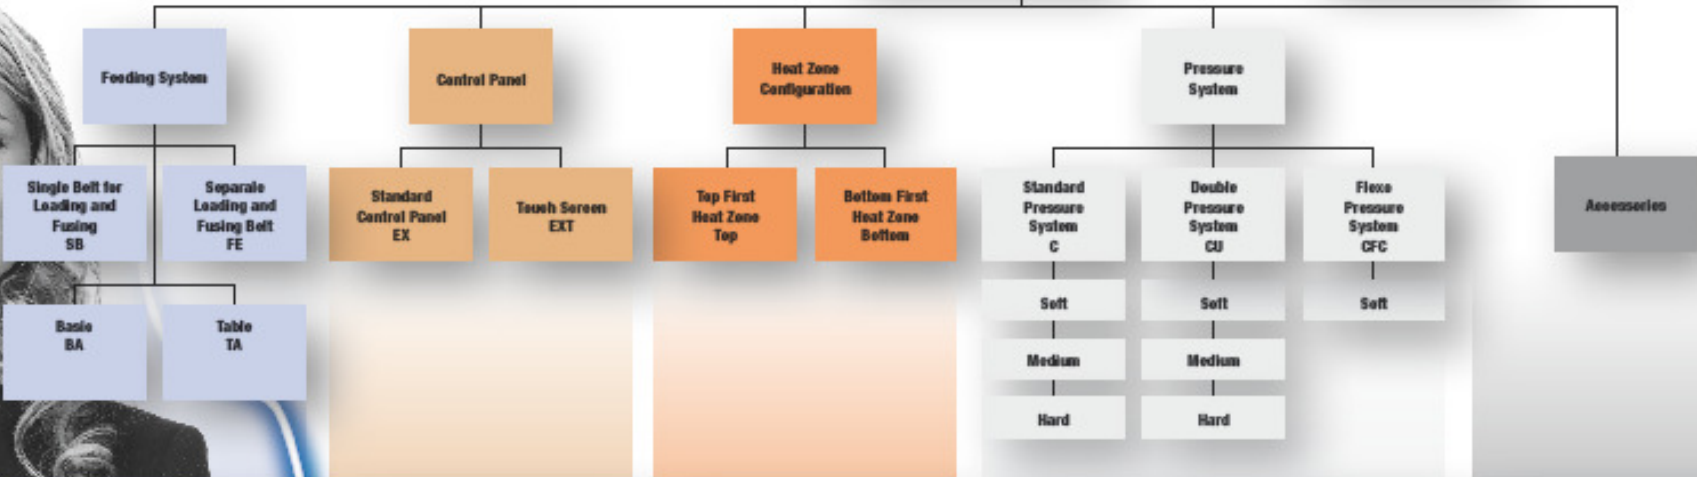 Feeding System
Control Panel
Heat Zone
Configuration
Pressure
System
Single Belt for
Loading and
Fusing
SB
Separate
Loading and
Fusing Belt
FE
Standard
Control Panel
EX
Touch Screen
EXT
Top First
Heat Zone
Top
Bottom First
Heat Zone
Bottom
Standard
Pressure
System
C
Double
Pressure
System
CU
Flexo
Pressure
System
CFC
Accessories
Soft
Soft
Soft
Basic
BA
Table
TA
Medium
Medium
Hard
Hard